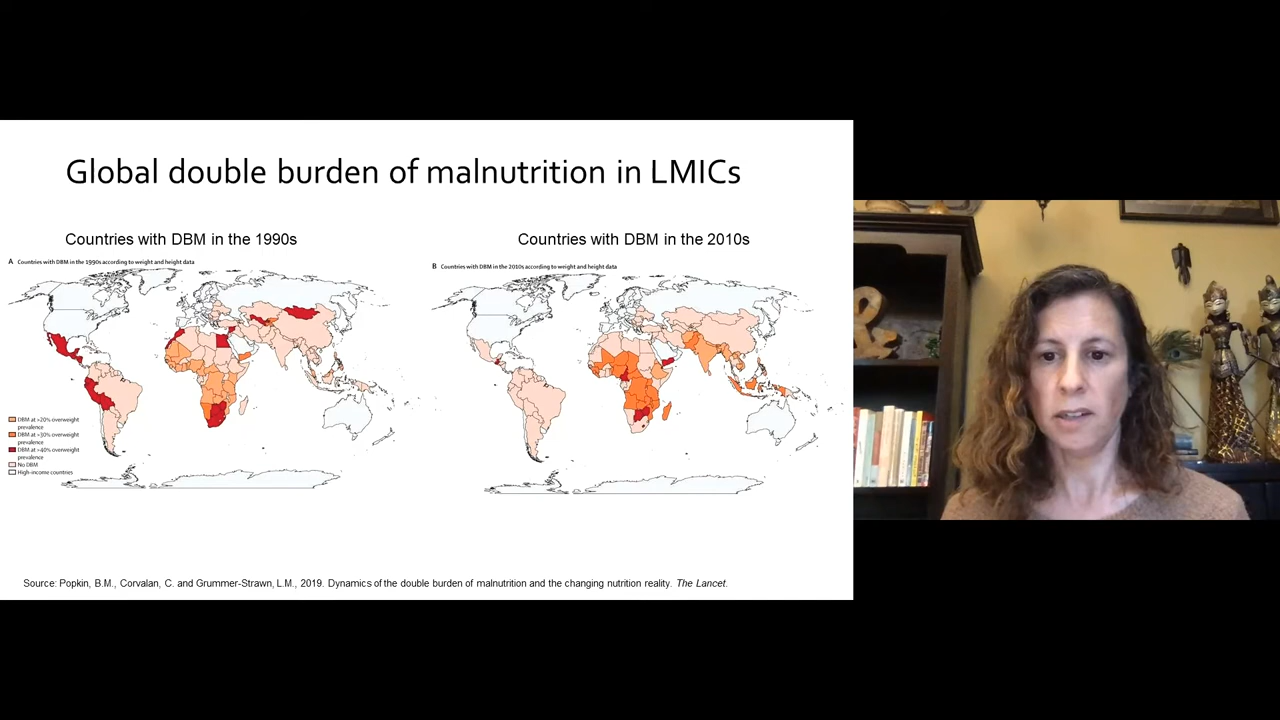 Global double burden of malnutrition in LMICs
Countries with DBM in the 1990s
Countries with DBM in the 2010s
A Countries with DBM in the 1990s according to weight and height data
B Countries with DBM in the 2010s according to weight and height data
DBM at >20% overweight
prevalence
DBM at >30% overweight
prevalence
DBM at >40% overweight
prevalence
No DBM
High-income countries
Source: Popkin, B.M., Corvalan, C. and Grummer-Strawn, L.M., 2019. Dynamics of the double burden of malnutrition and the changing nutrition reality. The Lancet.